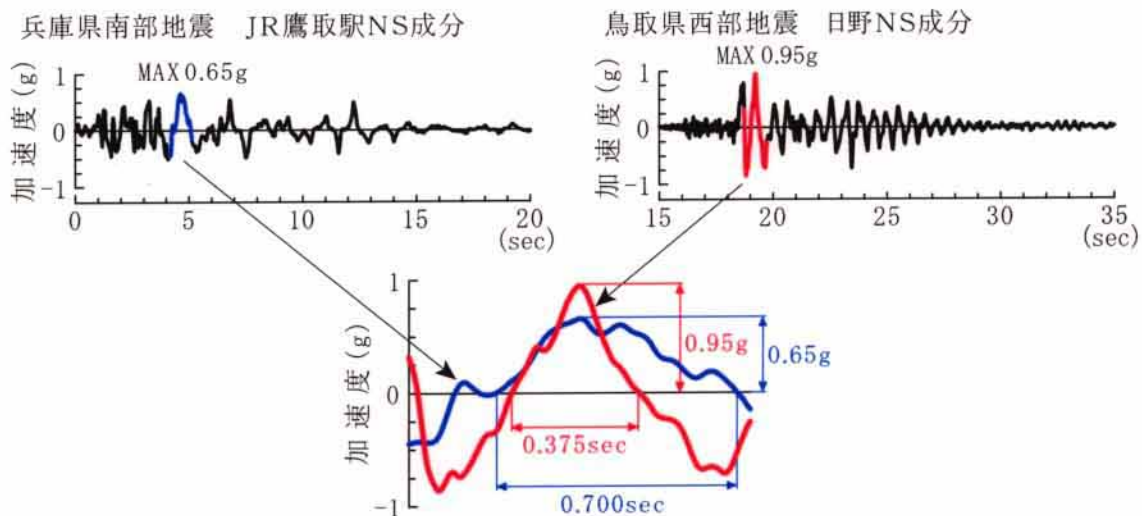 兵庫県南部地震　JR鷹取駅NS成分
MAX 0.65g
加速度(g)
1
0
-1
0
5
10
15
20
(sec)
鳥取県西部地震　日野NS成分
MAX 0.95g
加速度(g)
1
0
-1
15
20
25
30
35
(sec)
加速度(g)
1
0
-1
0.95g
0.65g
0.375sec
0.700sec